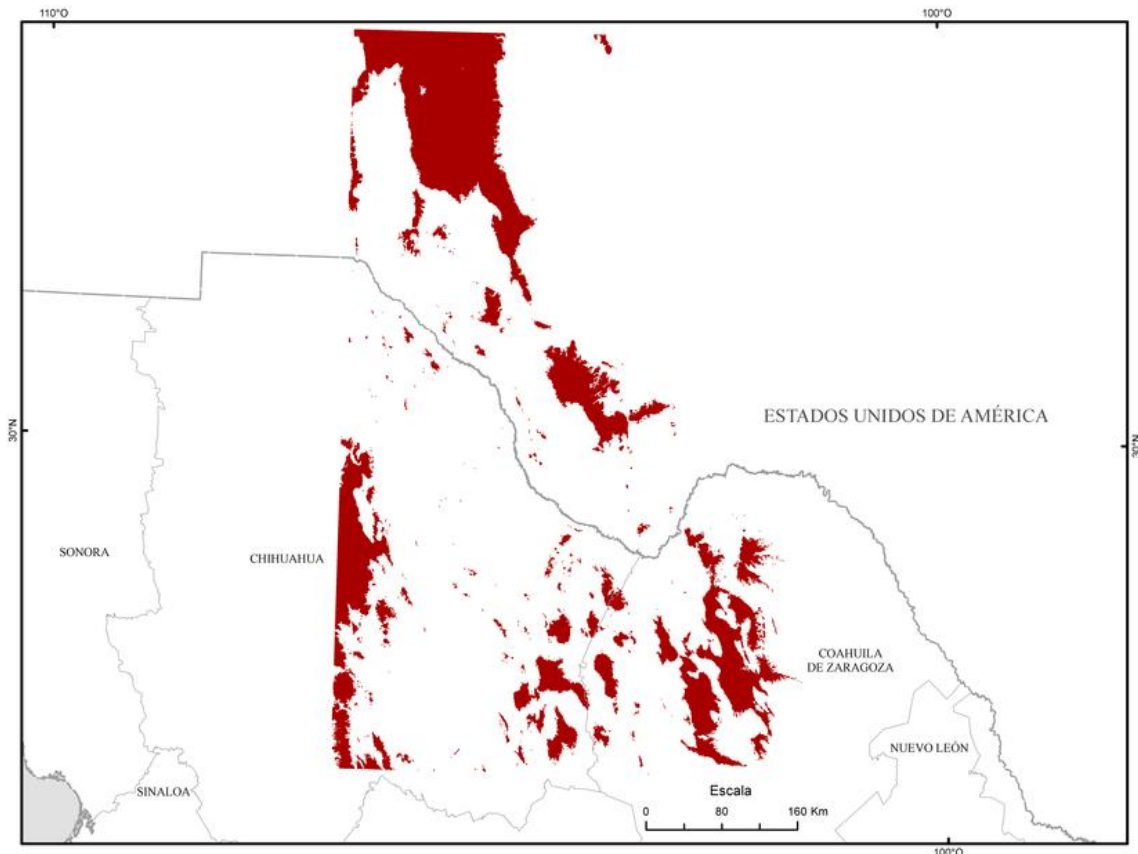 110°O
100°O
30°N
ESTADOS UNIDOS DE AMÉRICA
30°N
SONORA
CHIHUAHUA
COAHUILA
DE ZARAGOZA
NUEVO LEÓN
SINALOA
Escala
0 80 160 Km
100°O